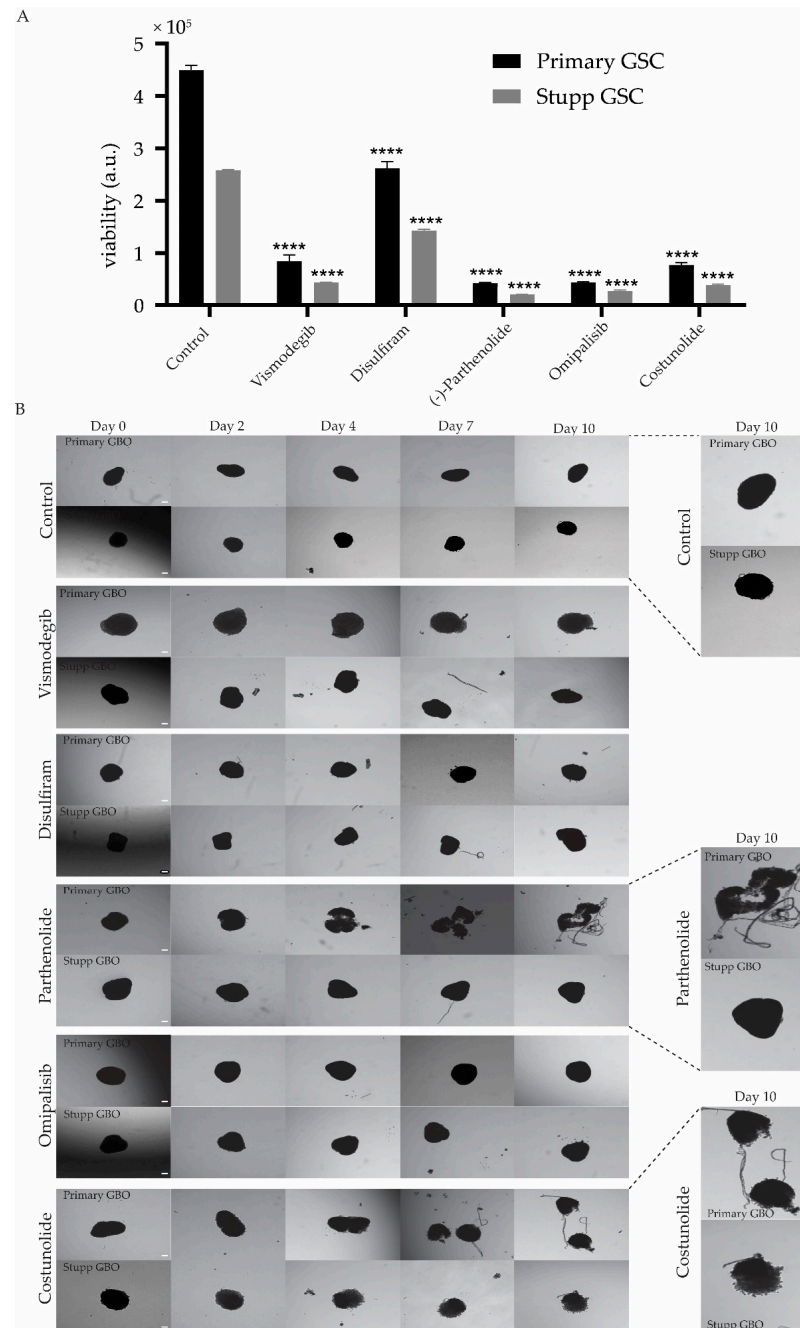 A
× 10⁵
5
4
3
2
1
0
viability (a.u.)
Primary GSC
Stupp GSC
****
****
****
****
****
****
****
****
****
****
Control
Vismodegib
Disulfiram
(-)-Parthenolide
Omipalisib
Costunolide
B
Day 0 Day 2 Day 4 Day 7 Day 10
Control
Primary GBO
Vismodegib
Primary GBO
Stupp GBO
Disulfiram
Primary GBO
Stupp GBO
Parthenolide
Primary GBO
Stupp GBO
Omipalisib
Primary GBO
Stupp GBO
Costunolide
Primary GBO
Stupp GBO
Day 10
Control
Primary GBO
Stupp GBO
Day 10
Parthenolide
Primary GBO
Stupp GBO
Day 10
Costunolide
Primary GBO
Stupp GBO